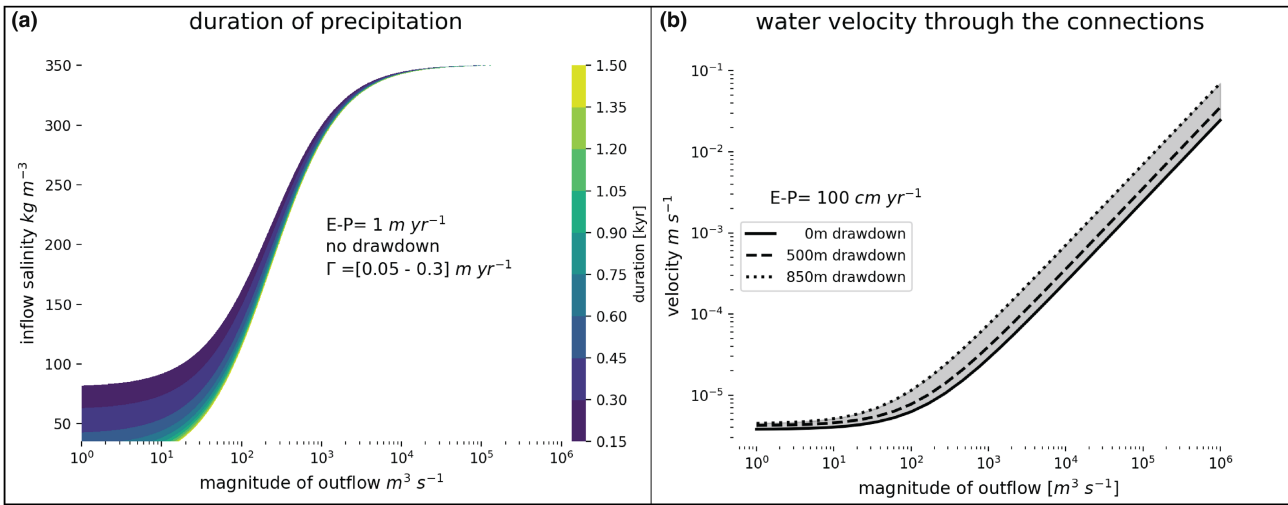 (a)
duration of precipitation
350
300
250
200
150
100
50
inflow salinity kg m⁻³
E-P= 1 m yr⁻¹
no drawdown
Γ =[0.05 - 0.3] m yr⁻¹
10⁰ 10¹ 10² 10³ 10⁴ 10⁵ 10⁶
magnitude of outflow m³ s⁻¹
1.50
1.35
1.20
1.05
0.90
0.75
0.60
0.45
0.30
0.15
duration [kyr]
(b)
water velocity through the connections
10⁻¹
10⁻²
10⁻³
10⁻⁴
10⁻⁵
velocity m s⁻¹
E-P= 100 cm yr⁻¹
0m drawdown
500m drawdown
850m drawdown
10⁰ 10¹ 10² 10³ 10⁴ 10⁵ 10⁶
magnitude of outflow [m³ s⁻¹]